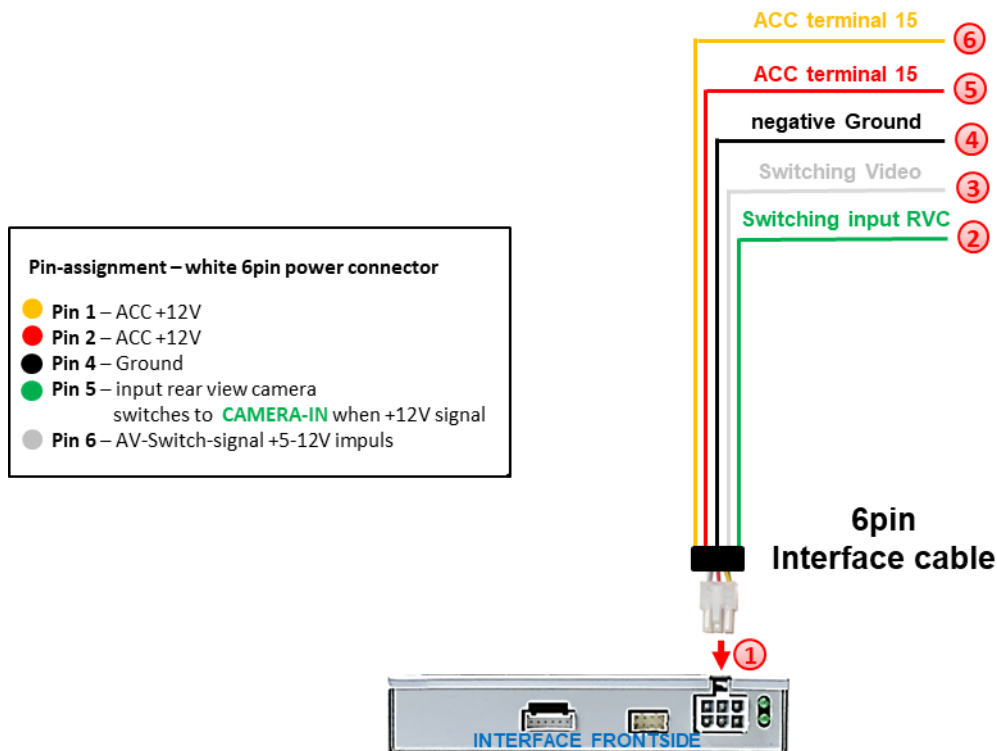 ACC terminal 15
6
ACC terminal 15
5
negative Ground
4
Switching Video
3
Switching input RVC
2
Pin-assignment – white 6pin power connector
Pin 1 – ACC +12V
Pin 2 – ACC +12V
Pin 4 – Ground
Pin 5 – input rear view camera
switches to CAMERA-IN when +12V signal
Pin 6 – AV-Switch-signal +5-12V impuls
6pin
Interface cable
1
INTERFACE FRONTSIDE